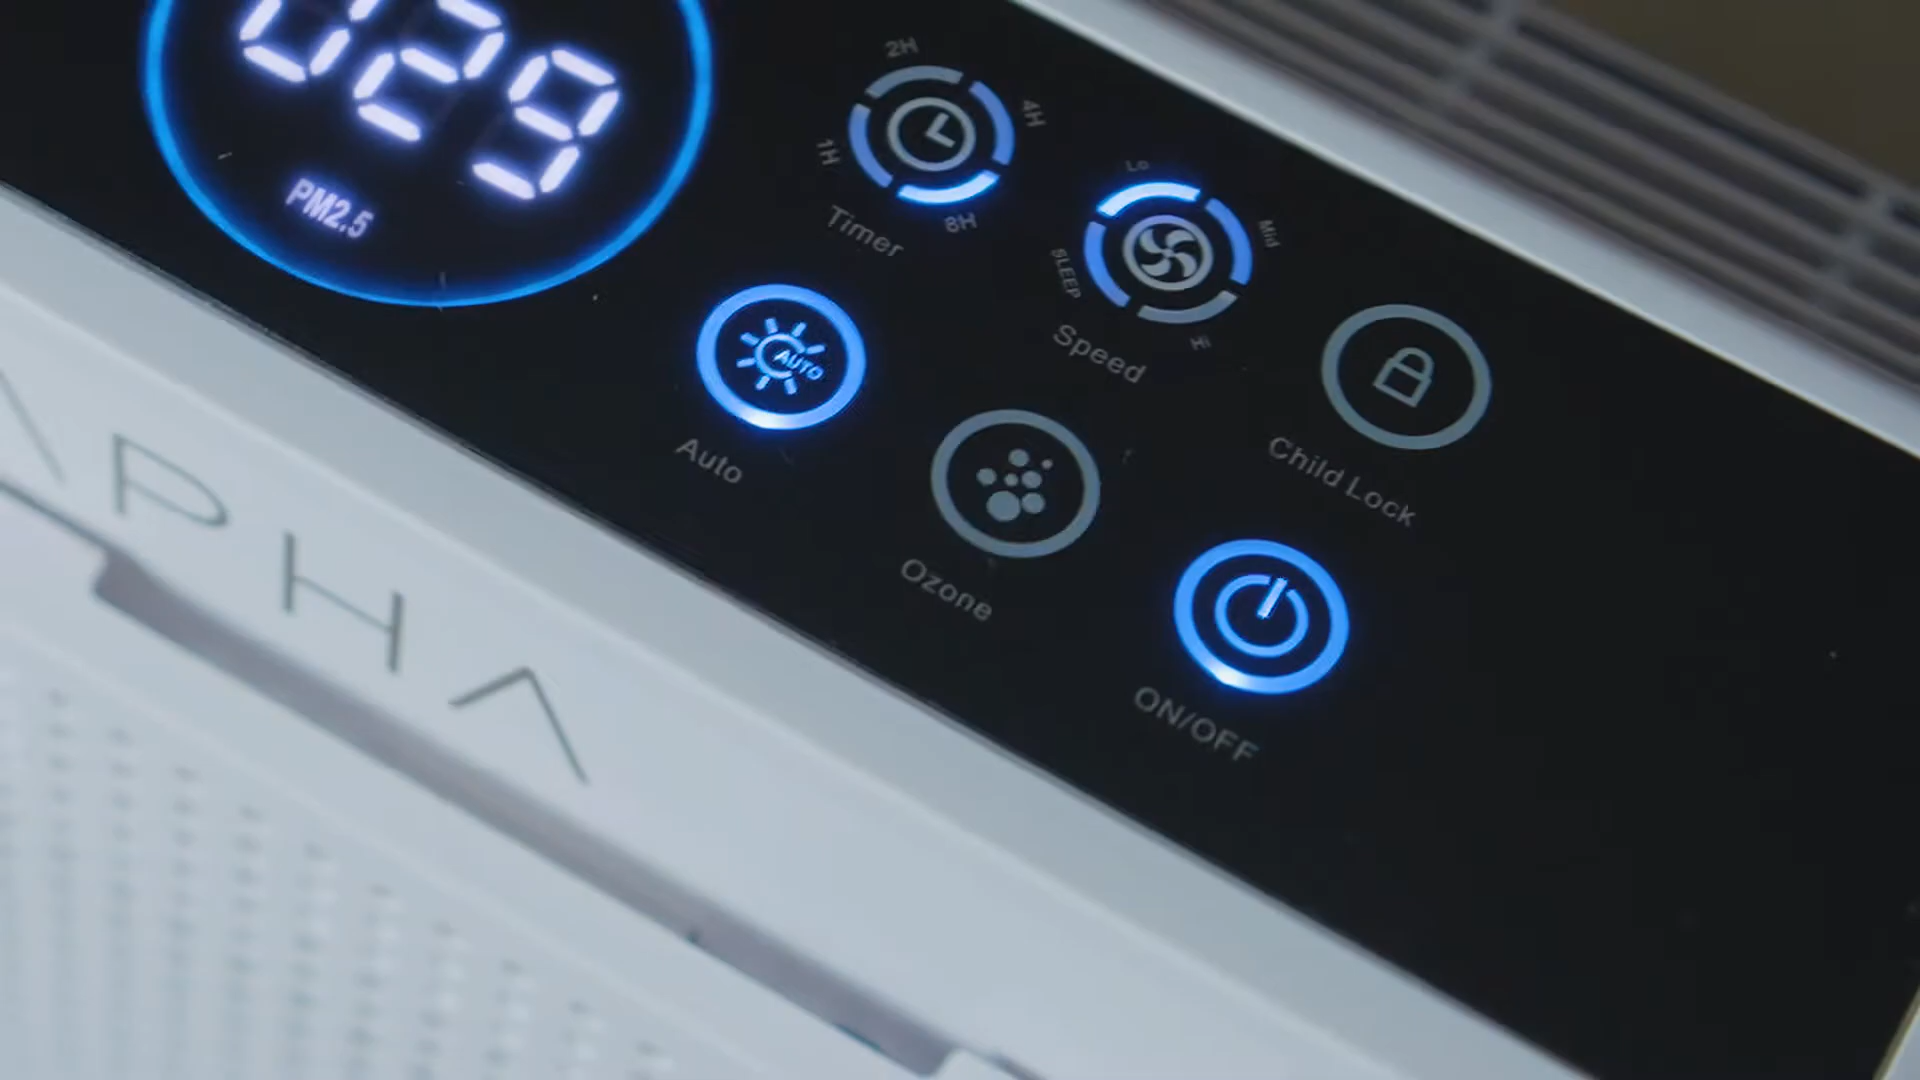 029
PM2.5
2H
4H
1H
8H
Timer
Lo
Mid
SLEEP
Hi
Speed
AUTO
Auto
Ozone
Child Lock
ON/OFF
PH